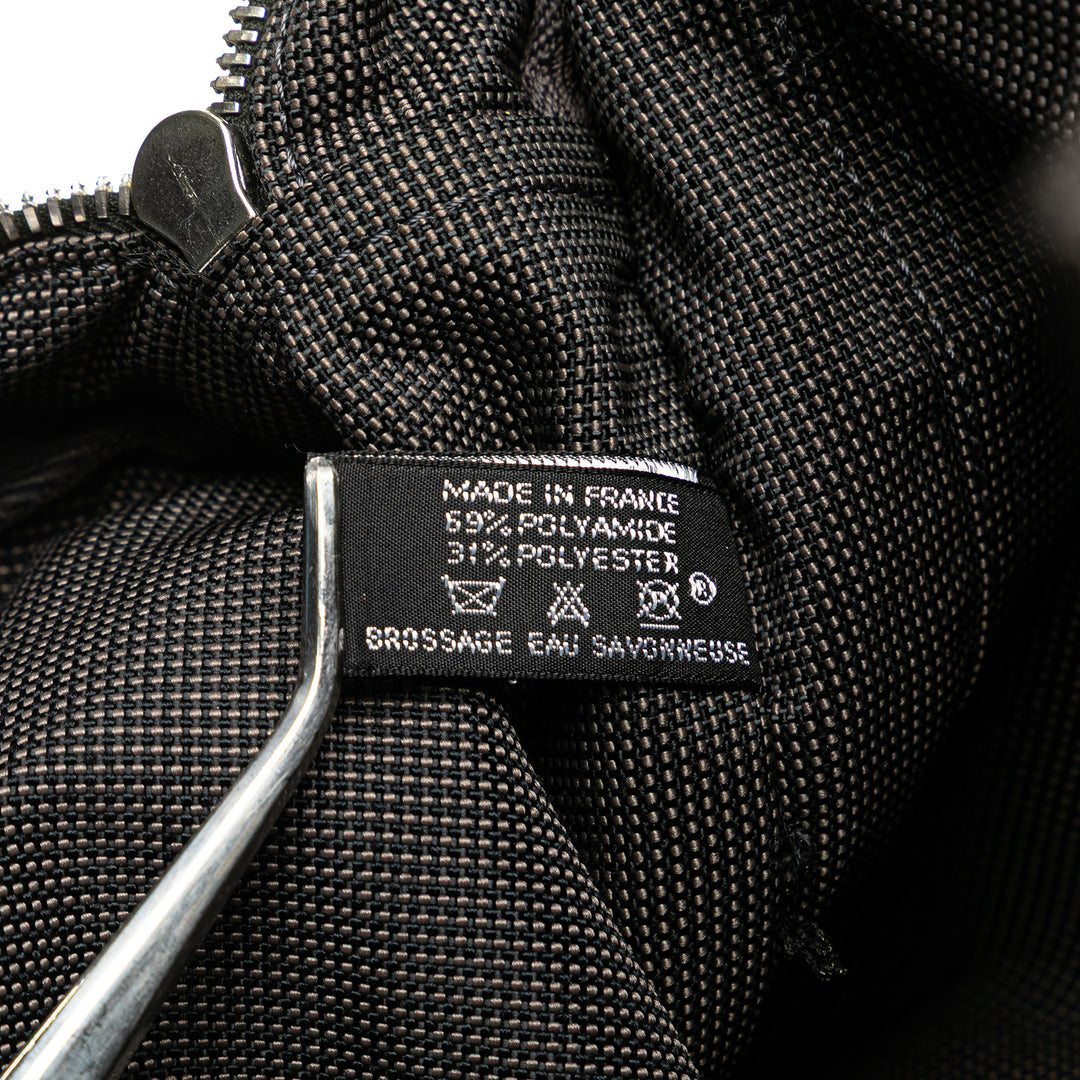 MADE IN FRANCE
69% POLYAMIDE
31% POLYESTER
®
BROSSAGE EAU SAVONNEUSE